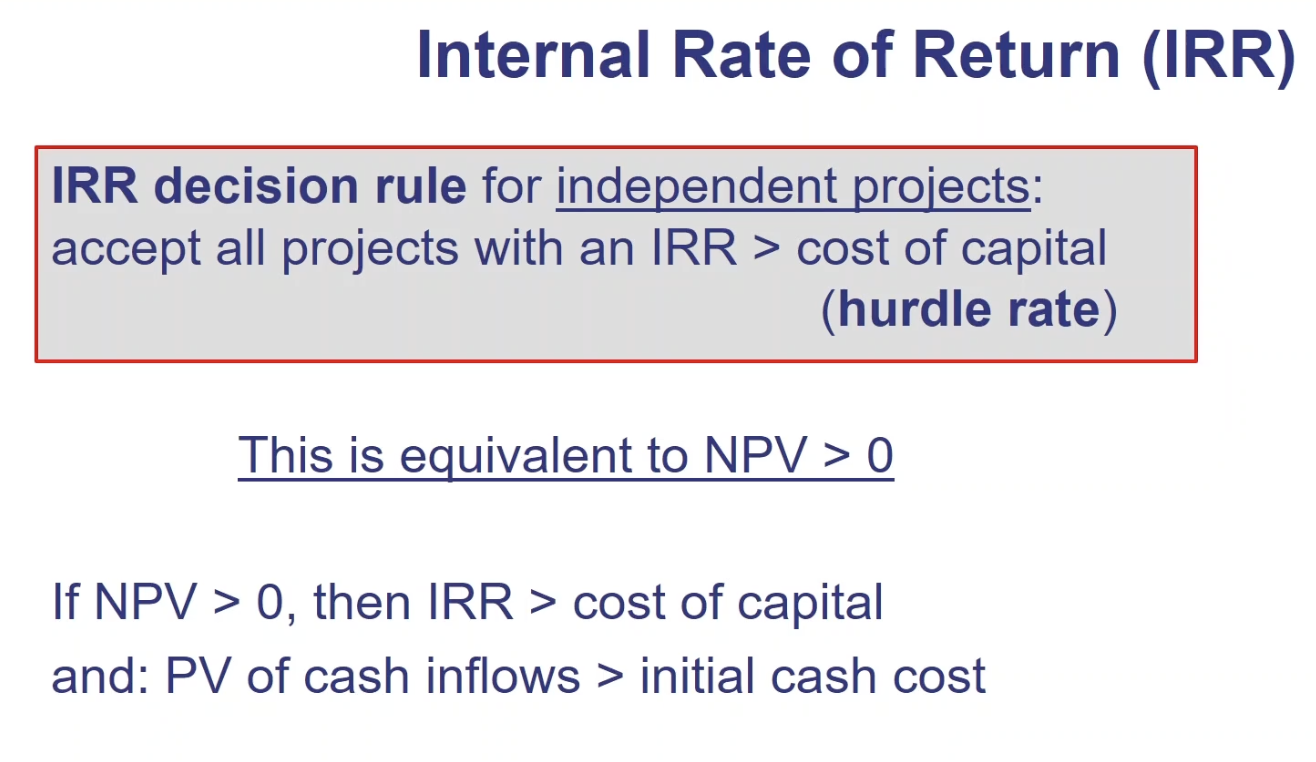 Internal Rate of Return (IRR)
IRR decision rule for independent projects:
accept all projects with an IRR > cost of capital
(hurdle rate)
This is equivalent to NPV > 0
If NPV > 0, then IRR > cost of capital
and: PV of cash inflows > initial cash cost